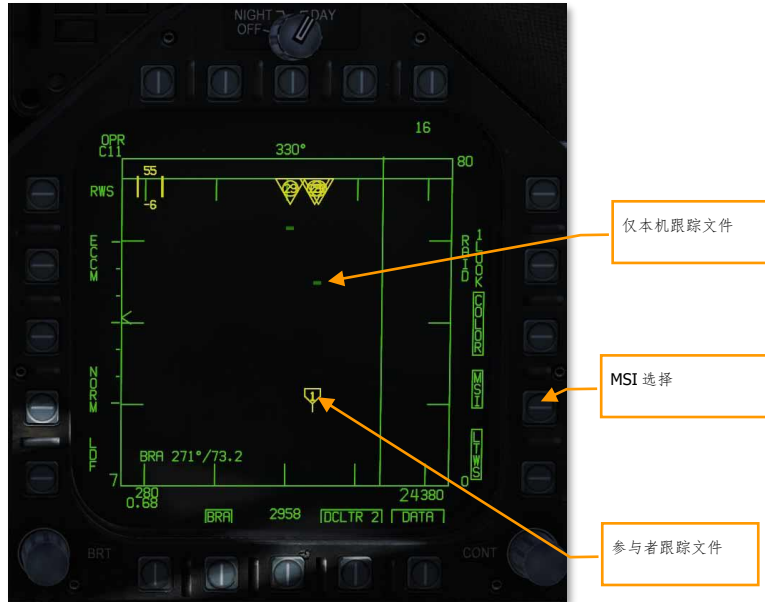 NIGHT DAY
OFF
16
OPR
C11 330°
80
55
RWS
-6
ECCM
1 LOOK
RAID
仅本机跟踪文件
COLOR
NORM
MSI
MSI 选择
1
LDF
LTWS
BRA 271°/73.2
7 0
280 24380
0.68
BRA 2958 DCLTR 2 DATA
参与者跟踪文件
BRT CONT